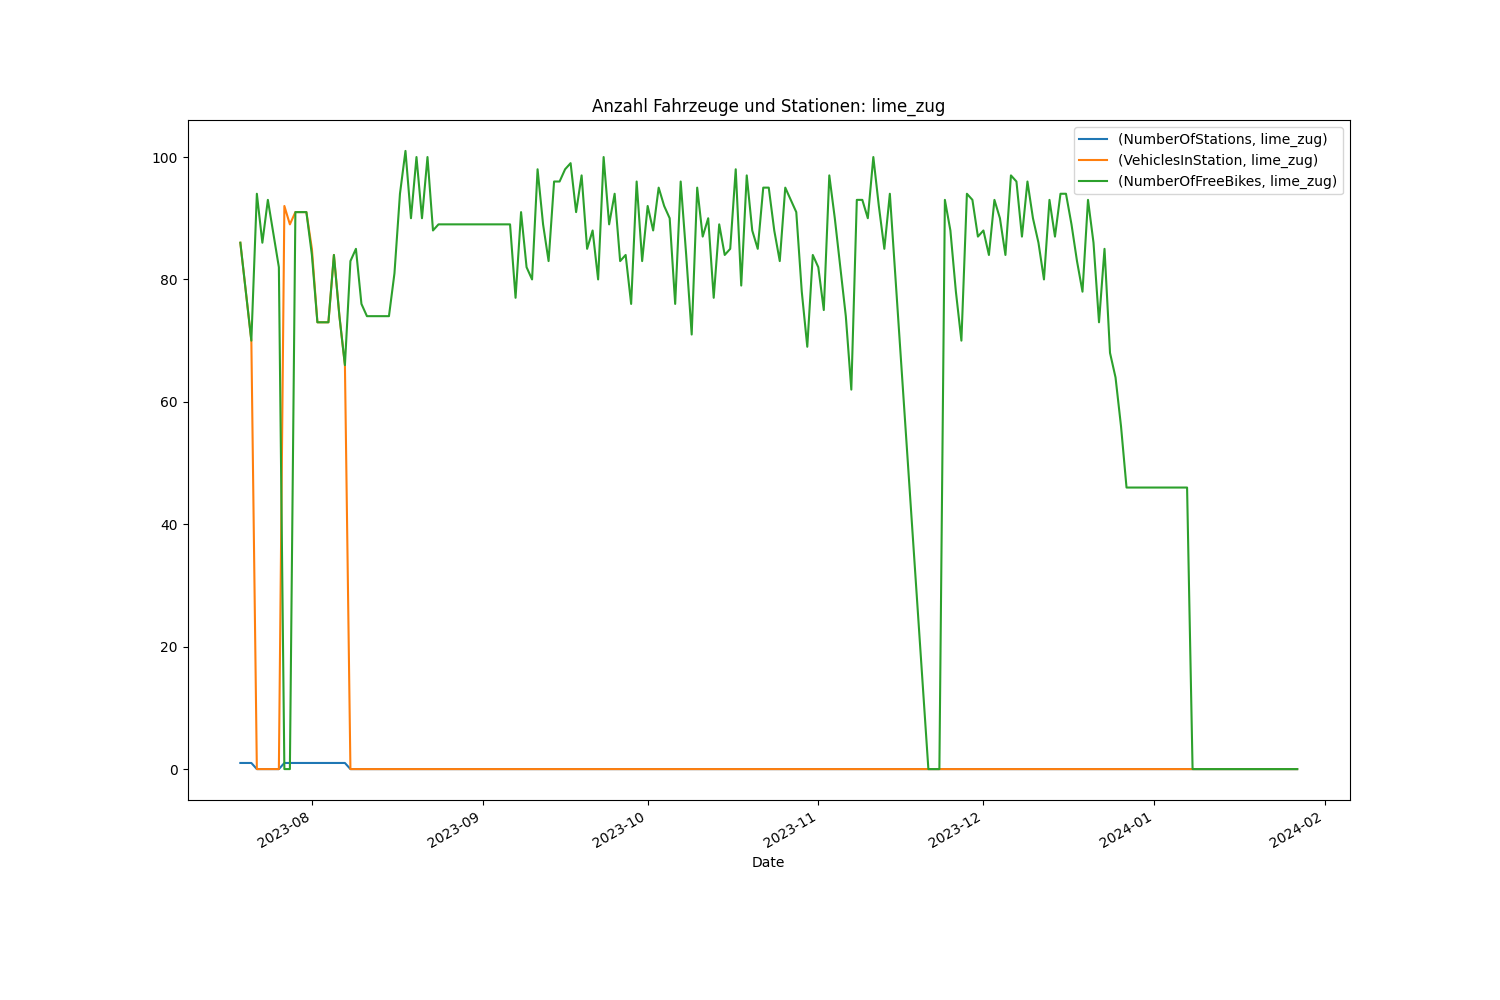 Anzahl Fahrzeuge und Stationen: lime_zug
(NumberOfStations, lime_zug)
(VehiclesInStation, lime_zug)
(NumberOfFreeBikes, lime_zug)
100
80
60
40
20
0
2023-08
2023-09
2023-10
2023-11
2023-12
2024-01
2024-02
Date